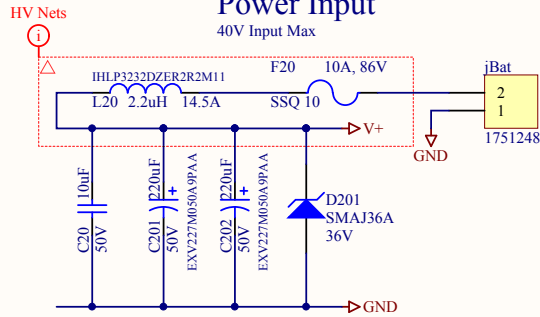 Power Input
40V Input Max
HV Nets
i
IHLP3232DZER2R2M11
L20 2.2uH 14.5A
F20 10A, 86V
SSQ 10
jBat
2
1
1751248
GND
V+
C20 10uF 50V
C201 220uF + 50V
EXV227M050A9PAA
C202 220uF + 50V
EXV227M050A9PAA
D201
SMAJ36A
36V
GND